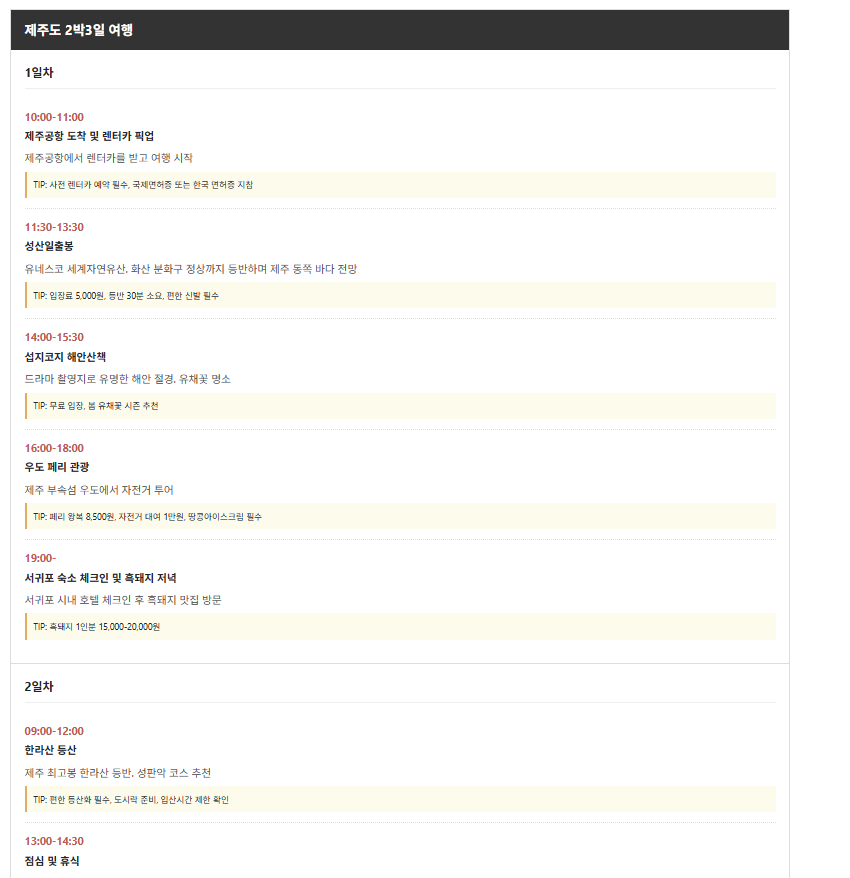 제주도 2박3일 여행
1일차
10:00-11:00
제주공항 도착 및 렌터카 픽업
제주공항에서 렌터카를 받고 여행 시작
TIP: 사전 렌터카 예약 필수, 국제면허증 또는 한국 면허증 지참
11:30-13:30
성산일출봉
유네스코 세계자연유산. 화산 분화구 정상까지 등반하며 제주 동쪽 바다 전망
TIP: 입장료 5,000원, 등반 30분 소요, 편한 신발 필수
14:00-15:30
섭지코지 해안산책
드라마 촬영지로 유명한 해안 절경. 유채꽃 명소
TIP: 무료 입장, 봄 유채꽃 시즌 추천
16:00-18:00
우도 페리 관광
제주 부속섬 우도에서 자전거 투어
TIP: 페리 왕복 8,500원, 자전거 대여 1만원, 땅콩아이스크림 필수
19:00-
서귀포 숙소 체크인 및 흑돼지 저녁
서귀포 시내 호텔 체크인 후 흑돼지 맛집 방문
TIP: 흑돼지 1인분 15,000-20,000원
2일차
09:00-12:00
한라산 등산
제주 최고봉 한라산 등반. 성판악 코스 추천
TIP: 편한 등산화 필수, 도시락 준비, 입산시간 제한 확인
13:00-14:30
점심 및 휴식